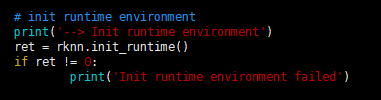 # init runtime environment
print('--> Init runtime environment')
ret = rknn.init_runtime()
if ret != 0:
        print('Init runtime environment failed')